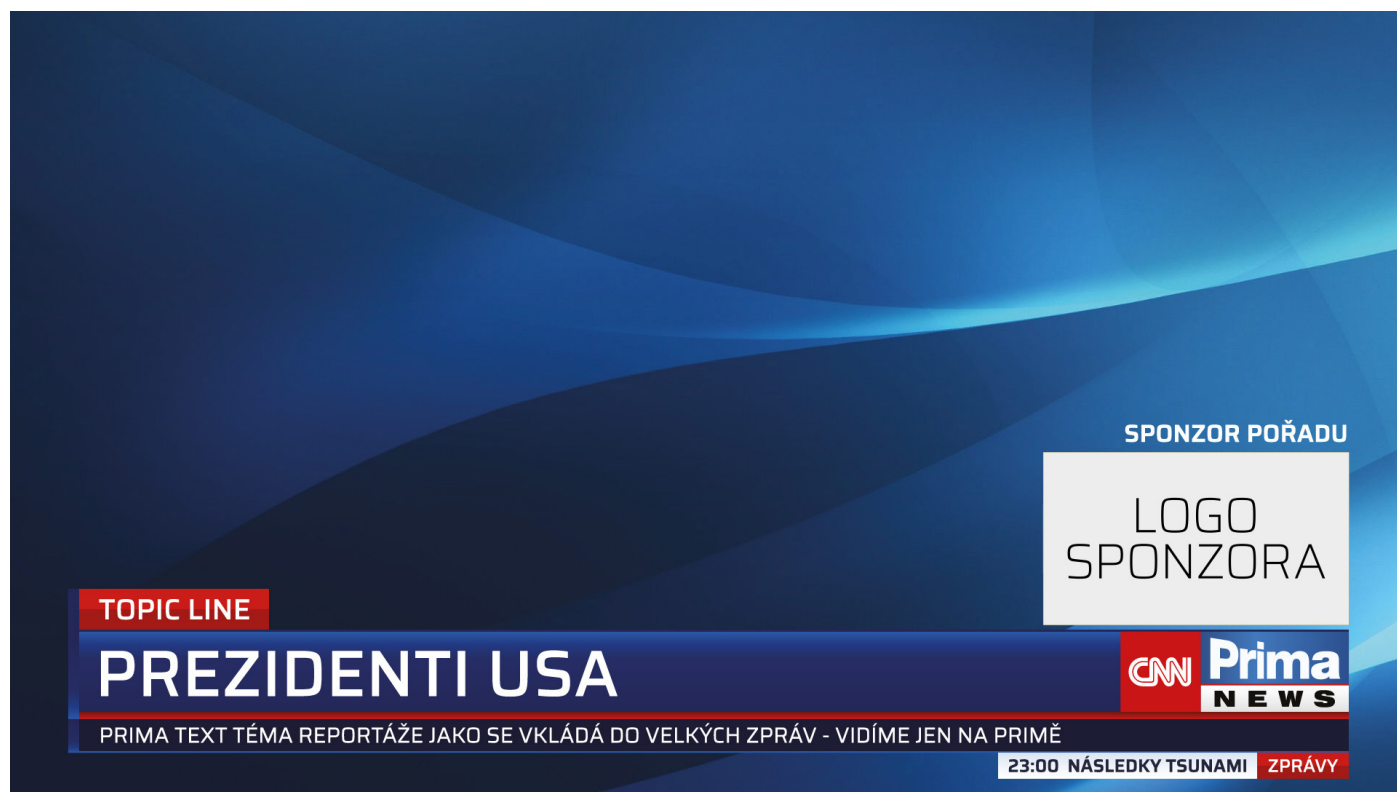 SPONZOR POŘADU
LOGO
SPONZORA
TOPIC LINE
PREZIDENTI USA
CNN Prima
NEWS
PRIMA TEXT TÉMA REPORTÁŽE JAKO SE VKLÁDÁ DO VELKÝCH ZPRÁV - VIDÍME JEN NA PRIMĚ
23:00 NÁSLEDKY TSUNAMI ZPRÁVY